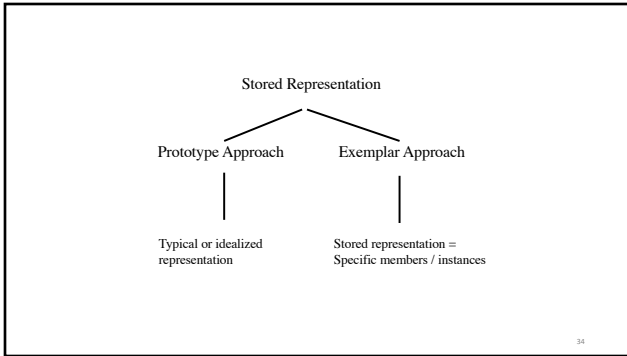 Stored Representation
Prototype Approach
Exemplar Approach
Typical or idealized
representation
Stored representation =
Specific members / instances
34